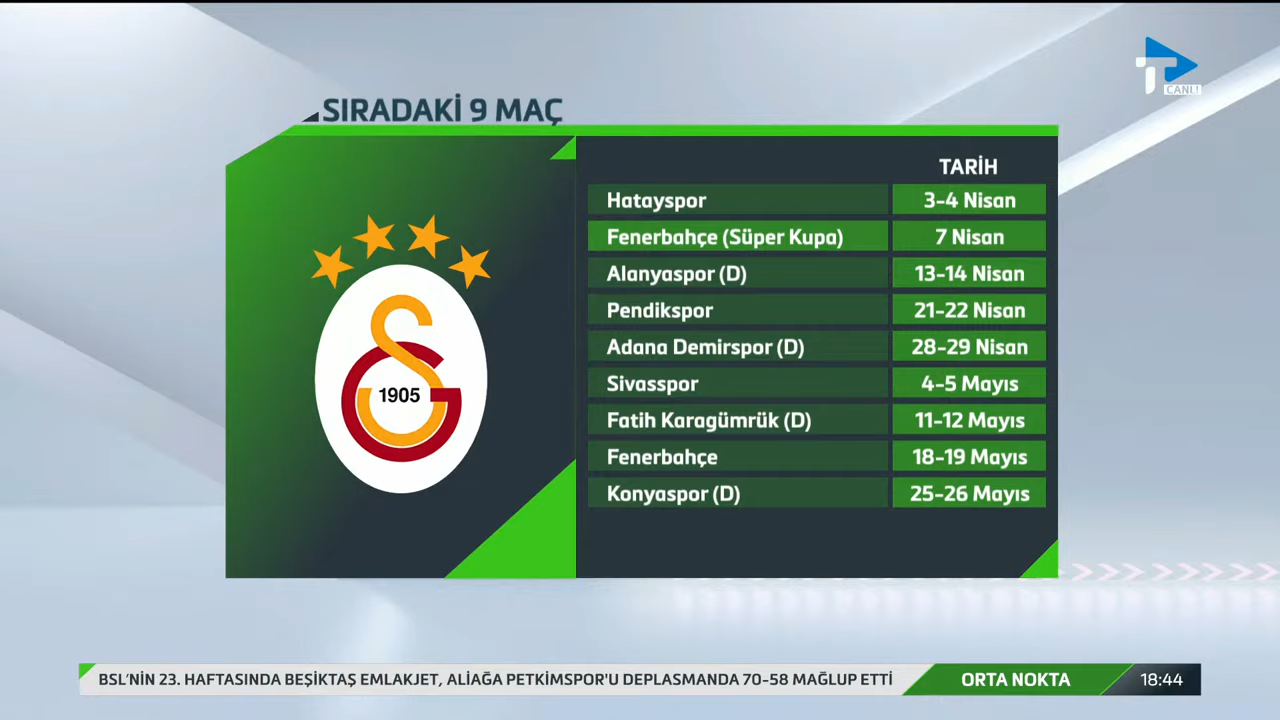 CANLI
SIRADAKİ 9 MAÇ
TARİH
Hatayspor 3-4 Nisan
Fenerbahçe (Süper Kupa) 7 Nisan
Alanyaspor (D) 13-14 Nisan
Pendikspor 21-22 Nisan
Adana Demirspor (D) 28-29 Nisan
Sivasspor 4-5 Mayıs
Fatih Karagümrük (D) 11-12 Mayıs
Fenerbahçe 18-19 Mayıs
Konyaspor (D) 25-26 Mayıs
1905
BSL'NİN 23. HAFTASINDA BEŞİKTAŞ EMLAKJET, ALİAĞA PETKİMSPOR'U DEPLASMANDA 70-58 MAĞLUP ETTİ ORTA NOKTA 18:44